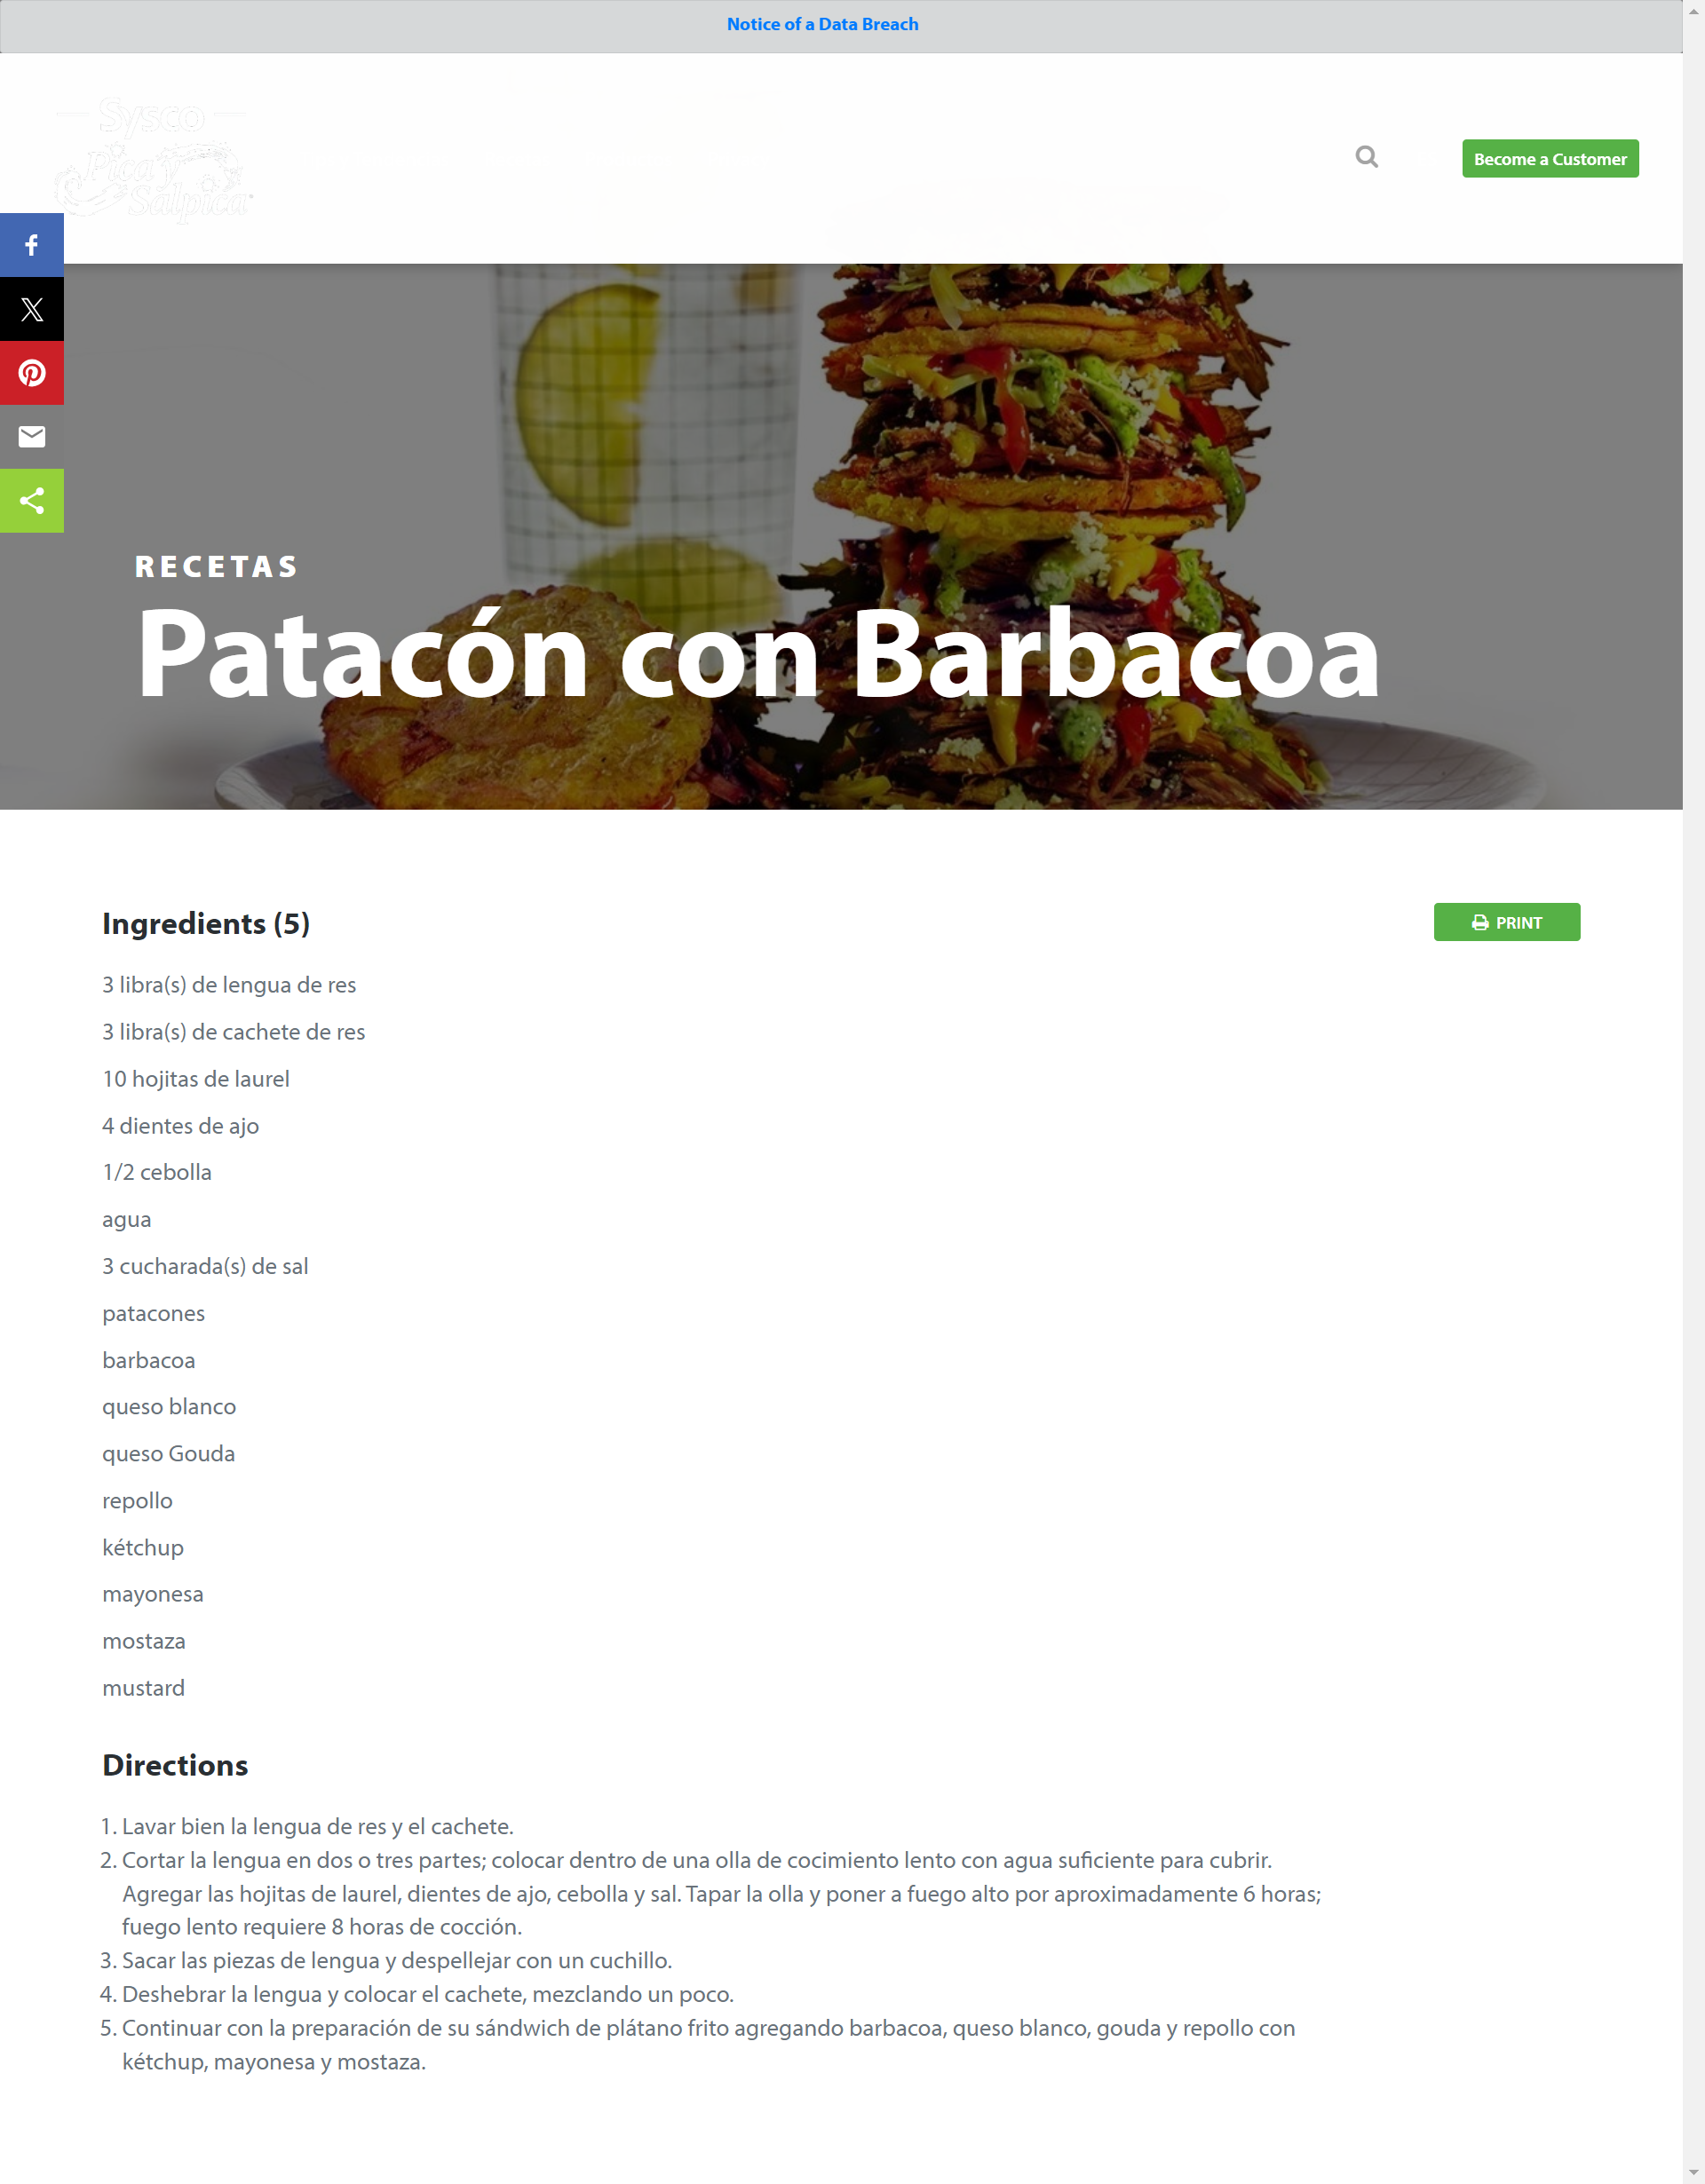 Notice of a Data Breach
Sysco
Pica y
Salpica
Become a Customer
RECETAS
Patacón con Barbacoa
Ingredients (5)
PRINT
3 libra(s) de lengua de res
3 libra(s) de cachete de res
10 hojitas de laurel
4 dientes de ajo
1/2 cebolla
agua
3 cucharada(s) de sal
patacones
barbacoa
queso blanco
queso Gouda
repollo
kétchup
mayonesa
mostaza
mustard
Directions
1. Lavar bien la lengua de res y el cachete.
2. Cortar la lengua en dos o tres partes; colocar dentro de una olla de cocimiento lento con agua suficiente para cubrir.
Agregar las hojitas de laurel, dientes de ajo, cebolla y sal. Tapar la olla y poner a fuego alto por aproximadamente 6 horas;
fuego lento requiere 8 horas de cocción.
3. Sacar las piezas de lengua y despellejar con un cuchillo.
4. Deshebrar la lengua y colocar el cachete, mezclando un poco.
5. Continuar con la preparación de su sándwich de plátano frito agregando barbacoa, queso blanco, gouda y repollo con
kétchup, mayonesa y mostaza.